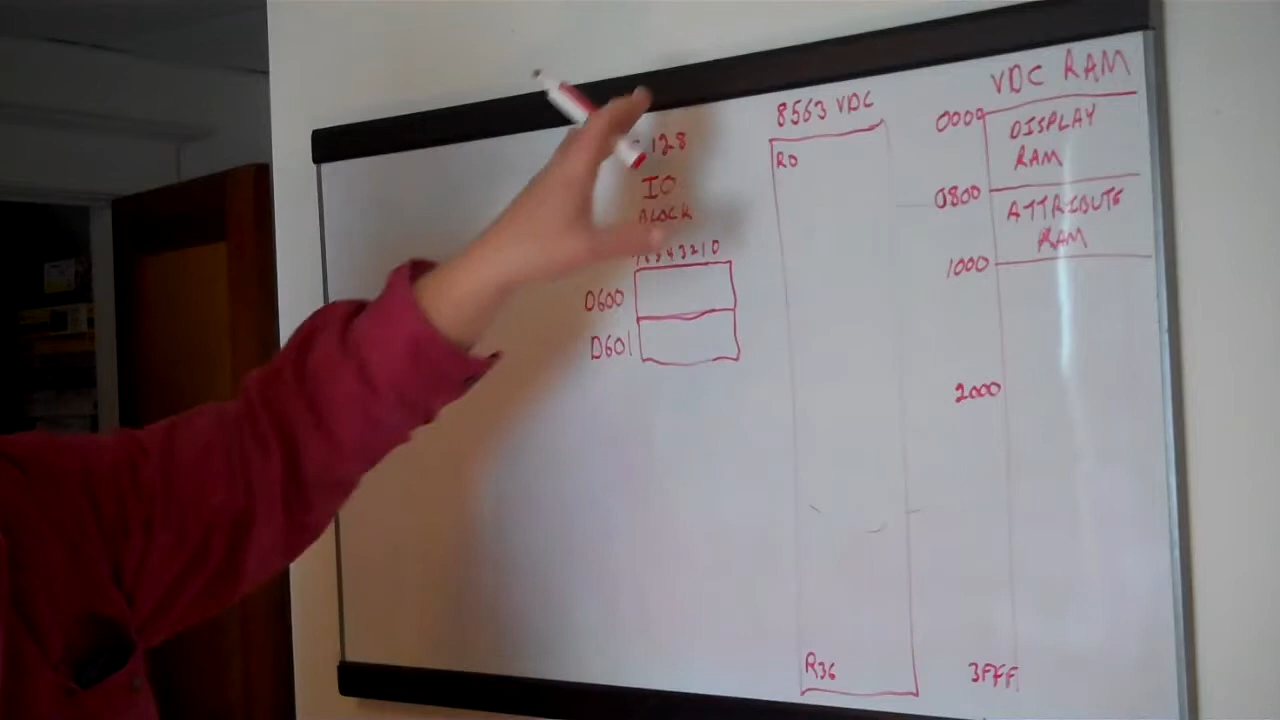 128
IO
BLOCK
43210
D600
D601
8563 VDC
R0
R36
VDC RAM
0000
DISPLAY
RAM
0800
ATTRIBUTE
RAM
1000
2000
3FFF